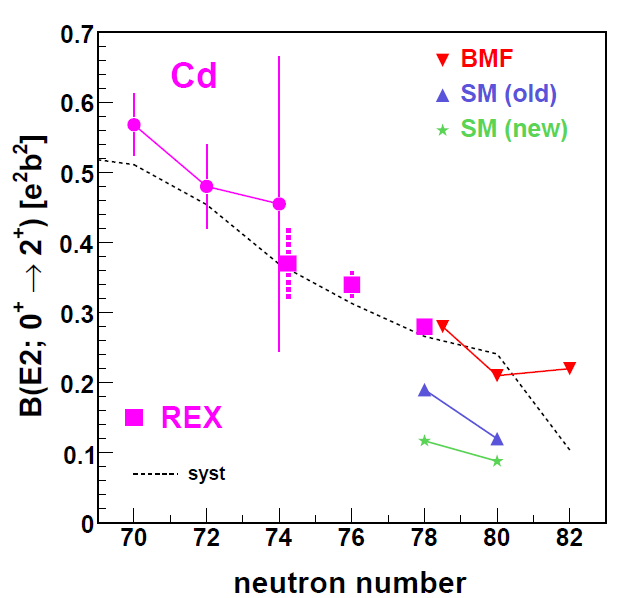 0.7
0.6
0.5
0.4
0.3
0.2
0.1
0
B(E2; 0⁺ → 2⁺) [e²b²]
Cd
BMF
SM (old)
SM (new)
REX
syst
70 72 74 76 78 80 82
neutron number